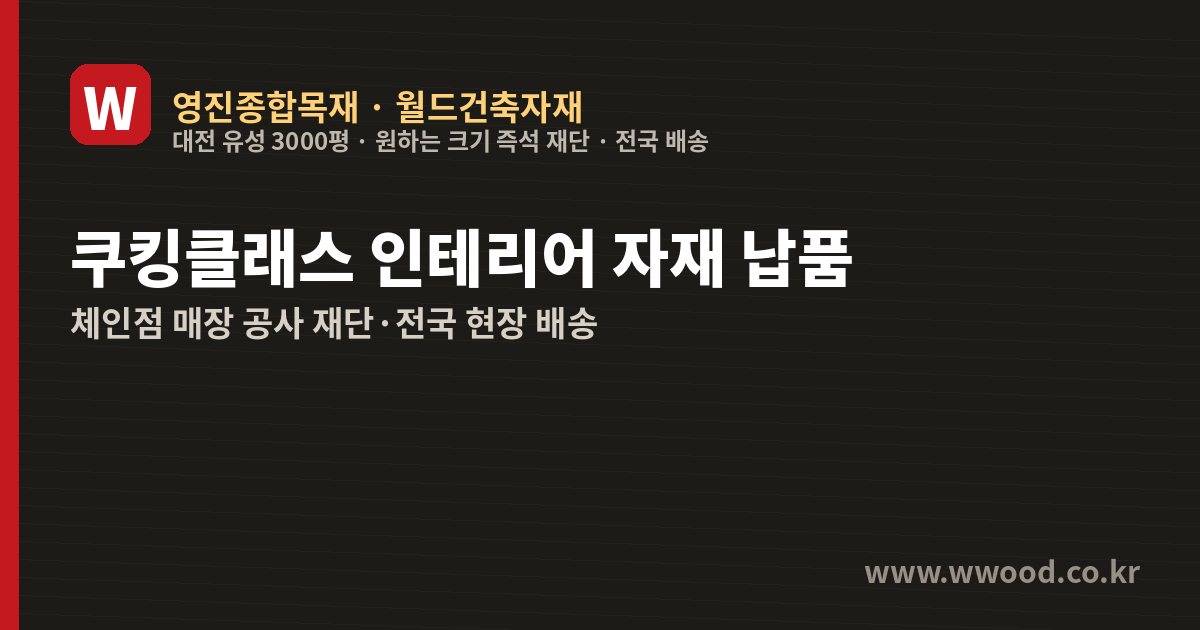 W
영진종합목재 · 월드건축자재
대전 유성 3000평 · 원하는 크기 즉석 재단 · 전국 배송
쿠킹클래스 인테리어 자재 납품
체인점 매장 공사 재단·전국 현장 배송
www.wwood.co.kr